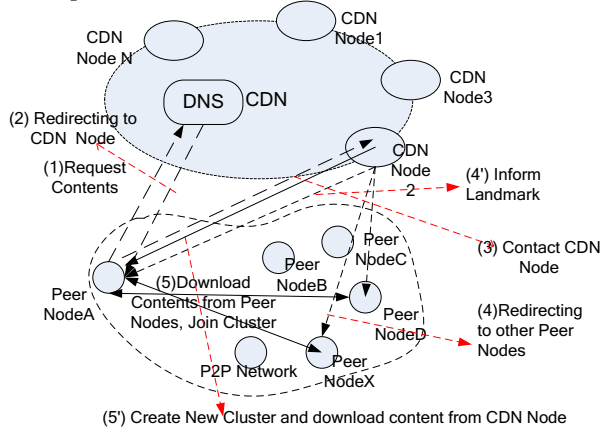 CDN
Node1
CDN
Node N
CDN
Node3
DNS
CDN
(2) Redirecting to
CDN Node
CDN
Node
2
(1)Request
Contents
(4') Inform
Landmark
(3) Contact CDN
Node
Peer
NodeC
Peer
NodeB
(5)Download
Contents from Peer
Nodes, Join Cluster
Peer
NodeA
Peer
NodeD
(4)Redirecting
to other Peer
Nodes
P2P Network
Peer
NodeX
(5') Create New Cluster and download content from CDN Node